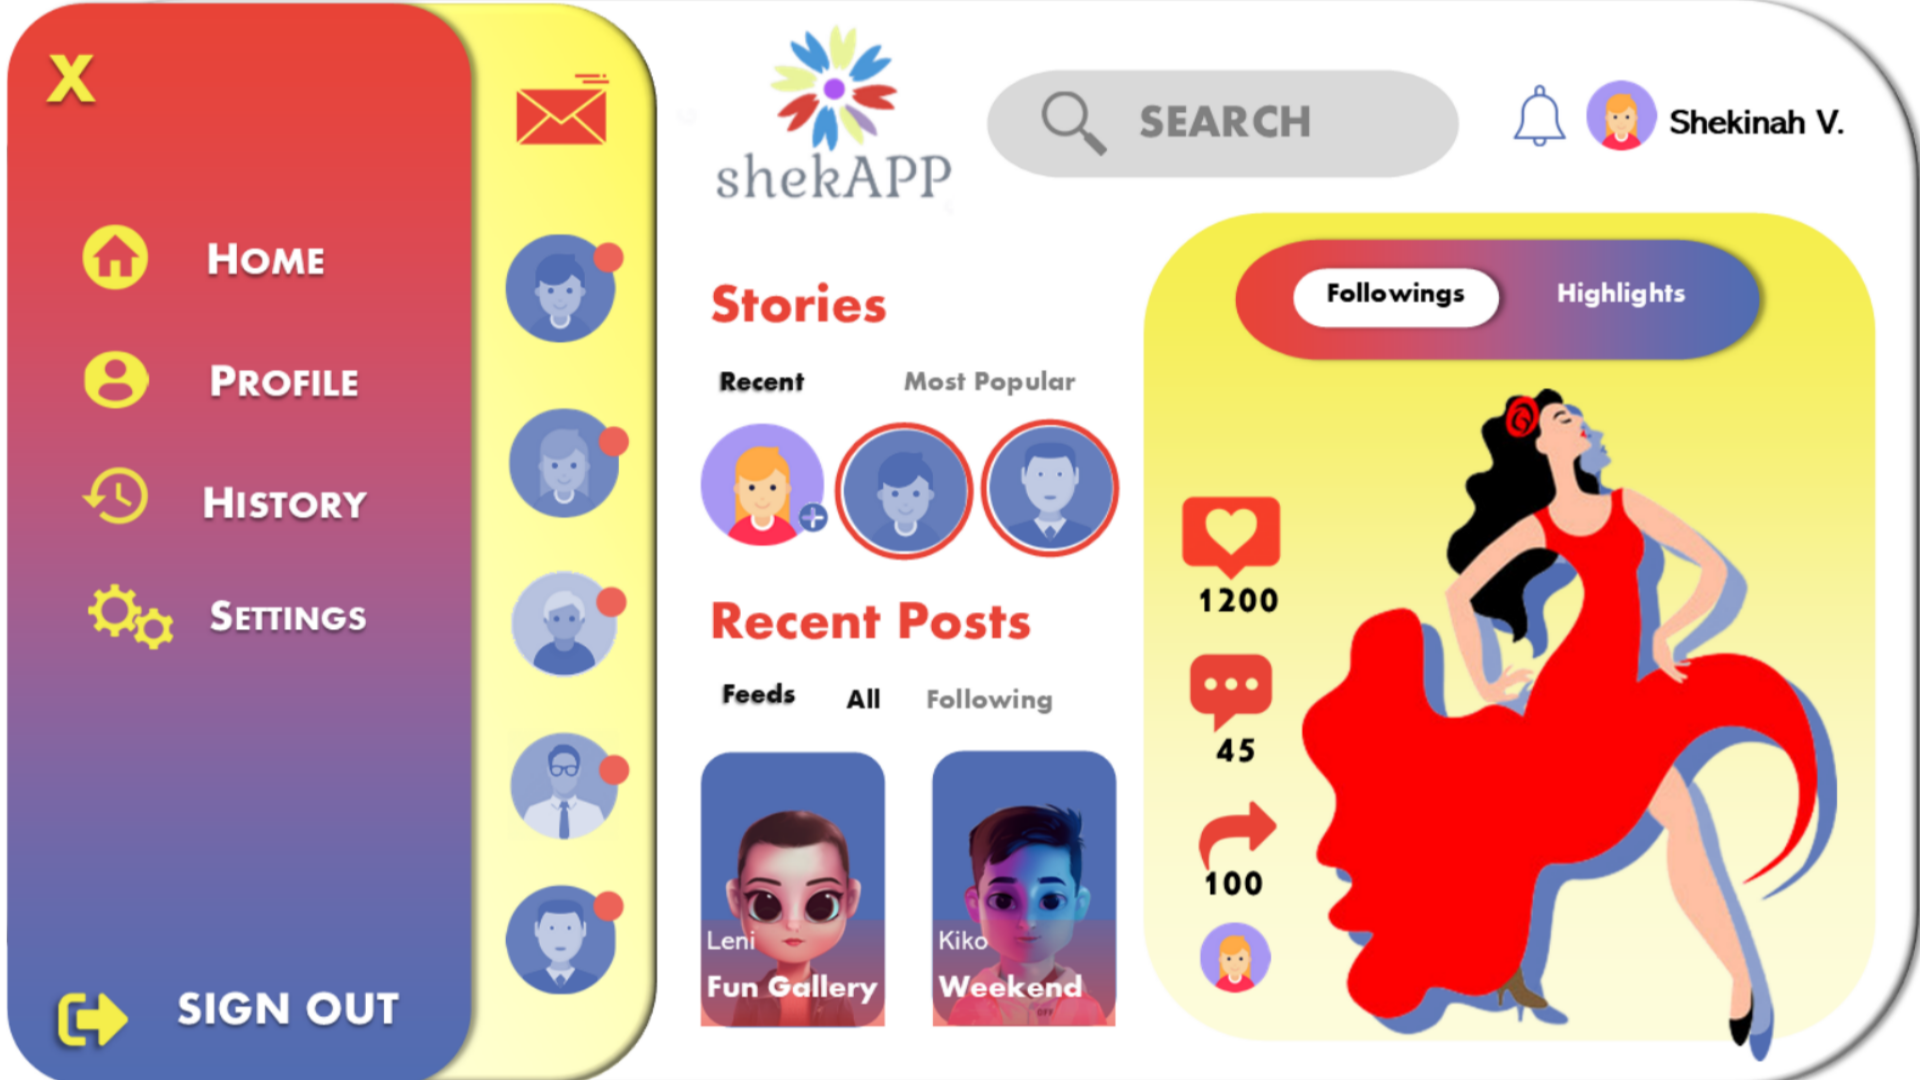 X
HOME
PROFILE
HISTORY
SETTINGS
SIGN OUT
shekAPP
SEARCH
Shekinah V.
Stories
Recent
Most Popular
Recent Posts
Feeds
All
Following
Leni
Fun Gallery
Kiko
Weekend
OFF
Followings
Highlights
1200
45
100